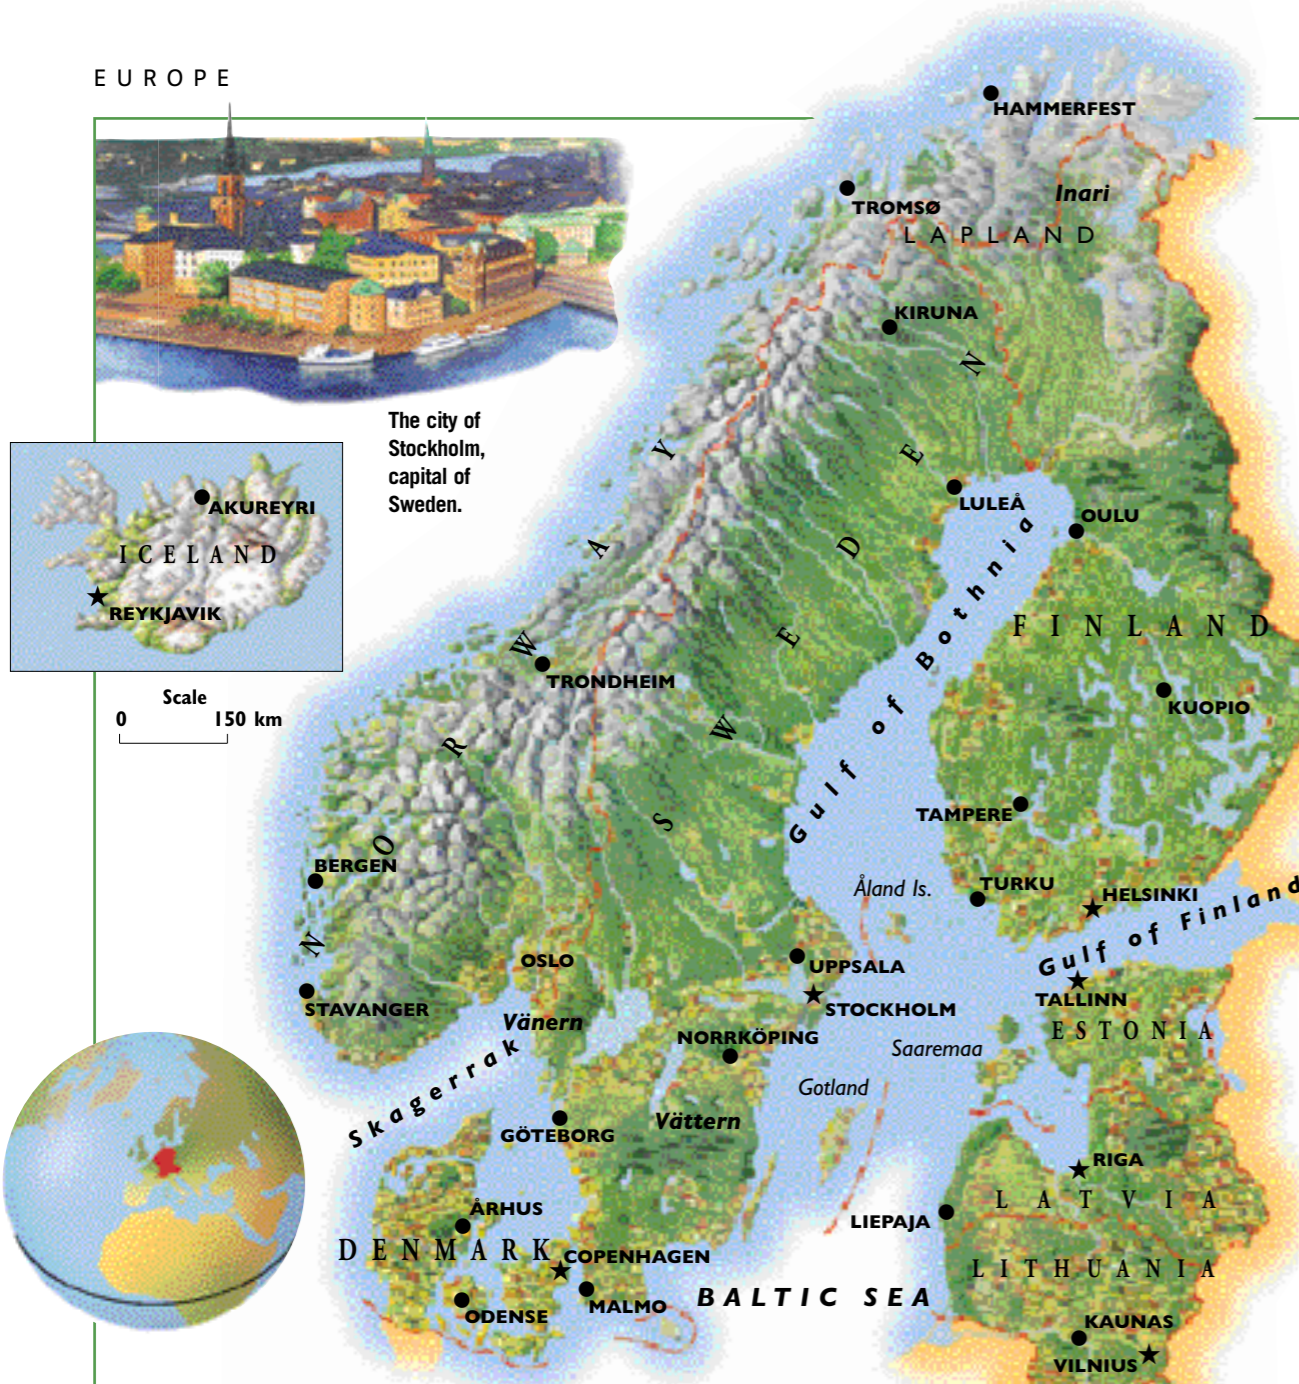 EUROPE
HAMMERFEST
TROMSØ
Inari
LAPLAND
KIRUNA
The city of
Stockholm,
capital of
Sweden.
NORWAY
SWEDEN
AKUREYRI
ICELAND
REYKJAVIK
LULEÅ
OULU
Gulf of Bothnia
FINLAND
TRONDHEIM
KUOPIO
Scale
0 150 km
TAMPERE
BERGEN
Åland Is.
TURKU
HELSINKI
Gulf of Finland
OSLO
UPPSALA
STAVANGER
STOCKHOLM
TALLINN
Vänern
NORRKÖPING
ESTONIA
Saaremaa
Skagerrak
Gotland
GÖTEBORG
Vättern
RIGA
LATVIA
ÅRHUS
LIEPAJA
DENMARK
COPENHAGEN
LITHUANIA
MALMO
BALTIC SEA
ODENSE
KAUNAS
VILNIUS